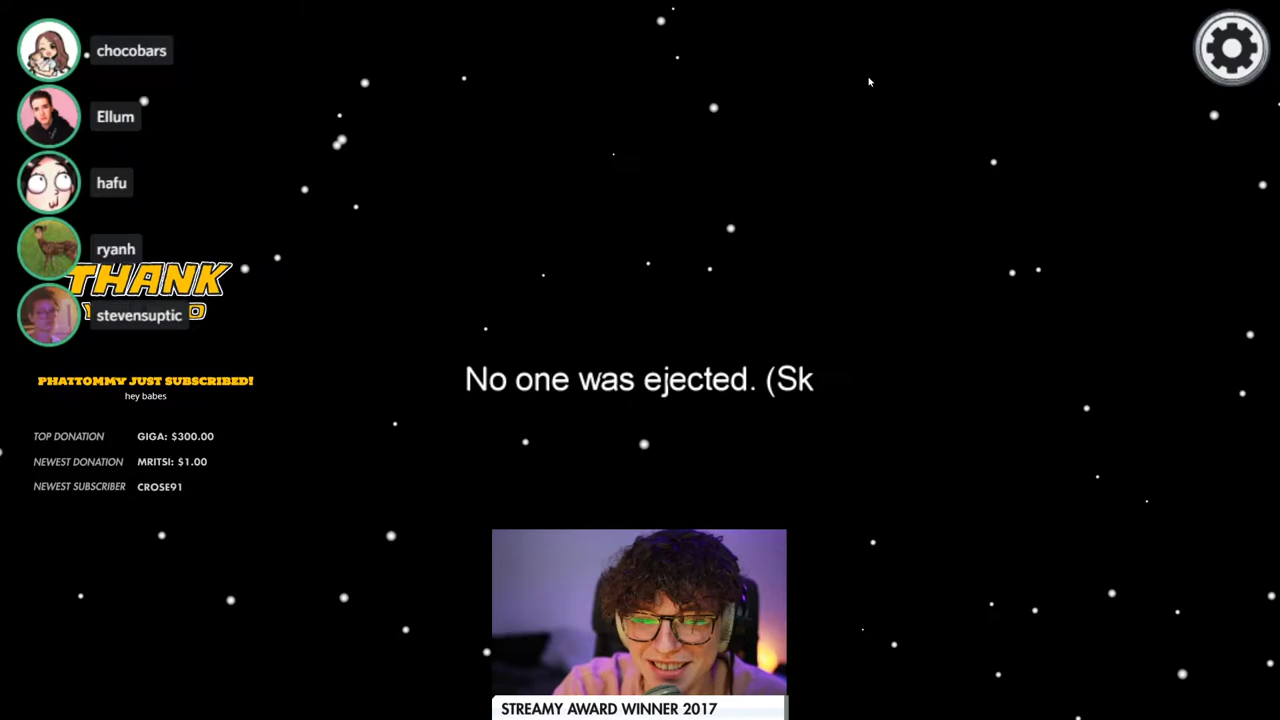 chocobars
Ellum
hafu
ryanh
THANK
stevensuptic
PHATTOMMY JUST SUBSCRIBED!
hey babes
TOP DONATION GIGA: $300.00
NEWEST DONATION MRITSI: $1.00
NEWEST SUBSCRIBER CROSE91
No one was ejected. (Sk
STREAMY AWARD WINNER 2017